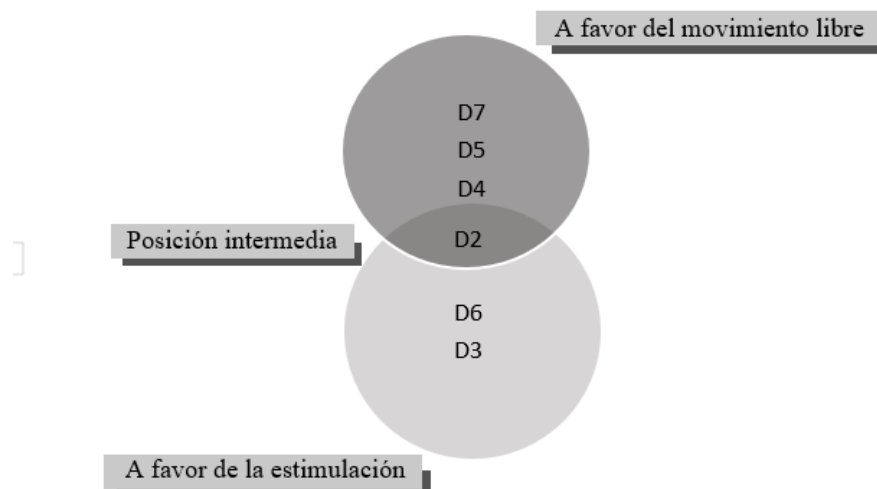 A favor del movimiento libre
D7
D5
D4
Posición intermedia
D2
D6
D3
A favor de la estimulación